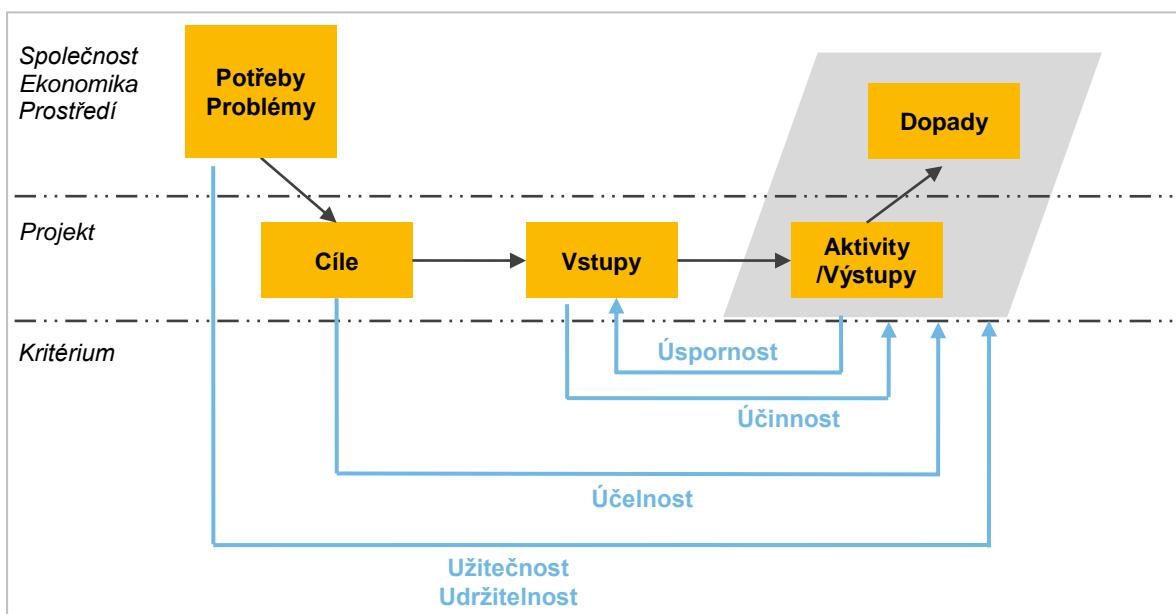 Společnost
Ekonomika
Prostředí
Potřeby
Problémy
Dopady
Projekt
Cíle
Vstupy
Aktivity
/Výstupy
Kritérium
Úspornost
Účinnost
Účelnost
Užitečnost
Udržitelnost